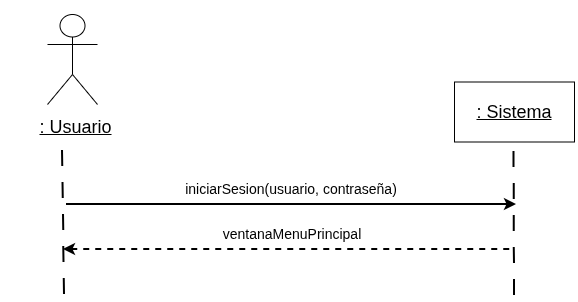 : Usuario
: Sistema
iniciarSesion(usuario, contraseña)
ventanaMenuPrincipal